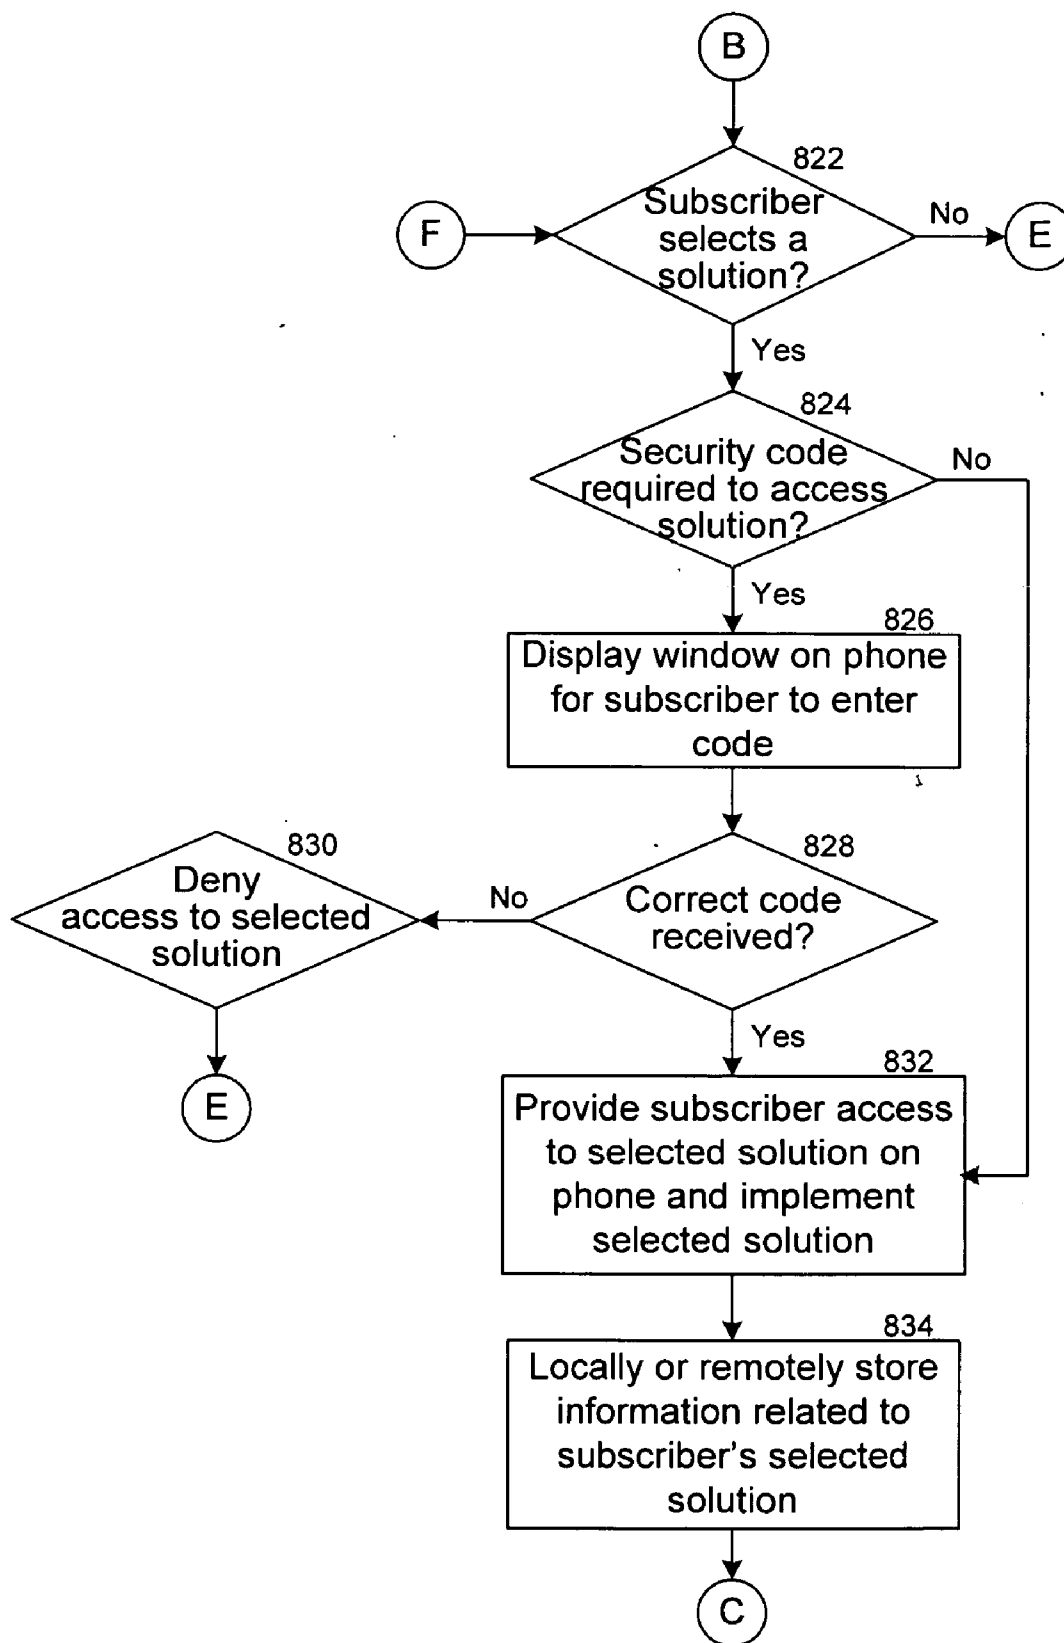 B
822
Subscriber
selects a
solution?
F
No
E
Yes
824
Security code
required to access
solution?
No
Yes
826
Display window on phone
for subscriber to enter
code
828
Correct code
received?
No
830
Deny
access to selected
solution
E
Yes
832
Provide subscriber access
to selected solution on
phone and implement
selected solution
834
Locally or remotely store
information related to
subscriber's selected
solution
C